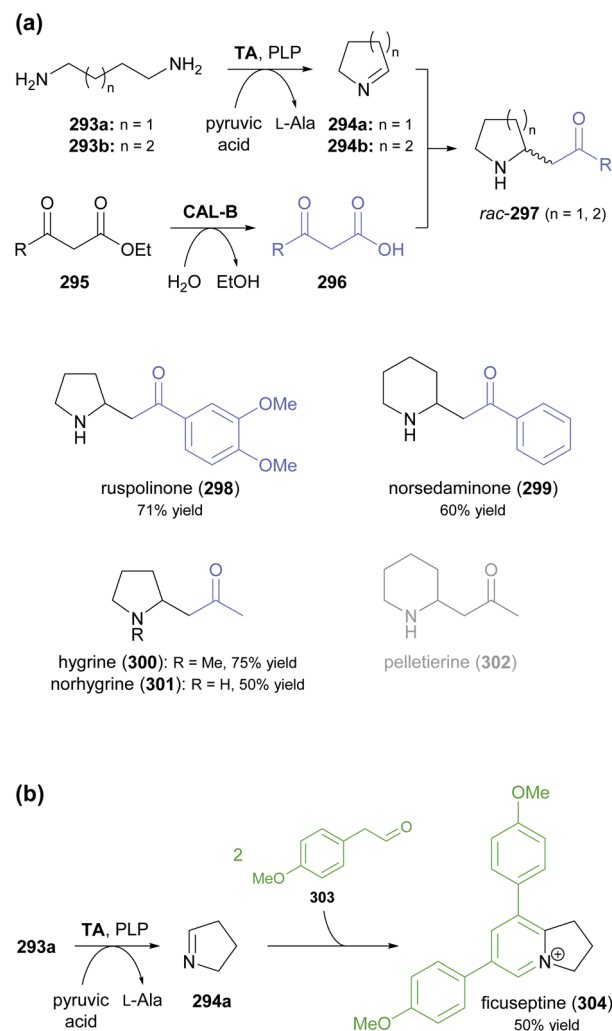 (a)
H₂N
( )n
NH₂
TA, PLP
( )n
N
293a: n = 1
293b: n = 2
pyruvic
acid
L-Ala
294a: n = 1
294b: n = 2
( )n
O
N
H
R
rac-297 (n = 1, 2)
O
O
R
OEt
295
CAL-B
H₂O
EtOH
O
O
R
OH
296
O
N
H
OMe
OMe
ruspolinone (298)
71% yield
O
N
H
norsedaminone (299)
60% yield
O
N
R
hygrine (300): R = Me, 75% yield
norhygrine (301): R = H, 50% yield
O
N
H
pelletierine (302)
(b)
293a
TA, PLP
pyruvic
acid
L-Ala
N
294a
2
O
MeO
303
OMe
N
⊕
MeO
ficuseptine (304)
50% yield